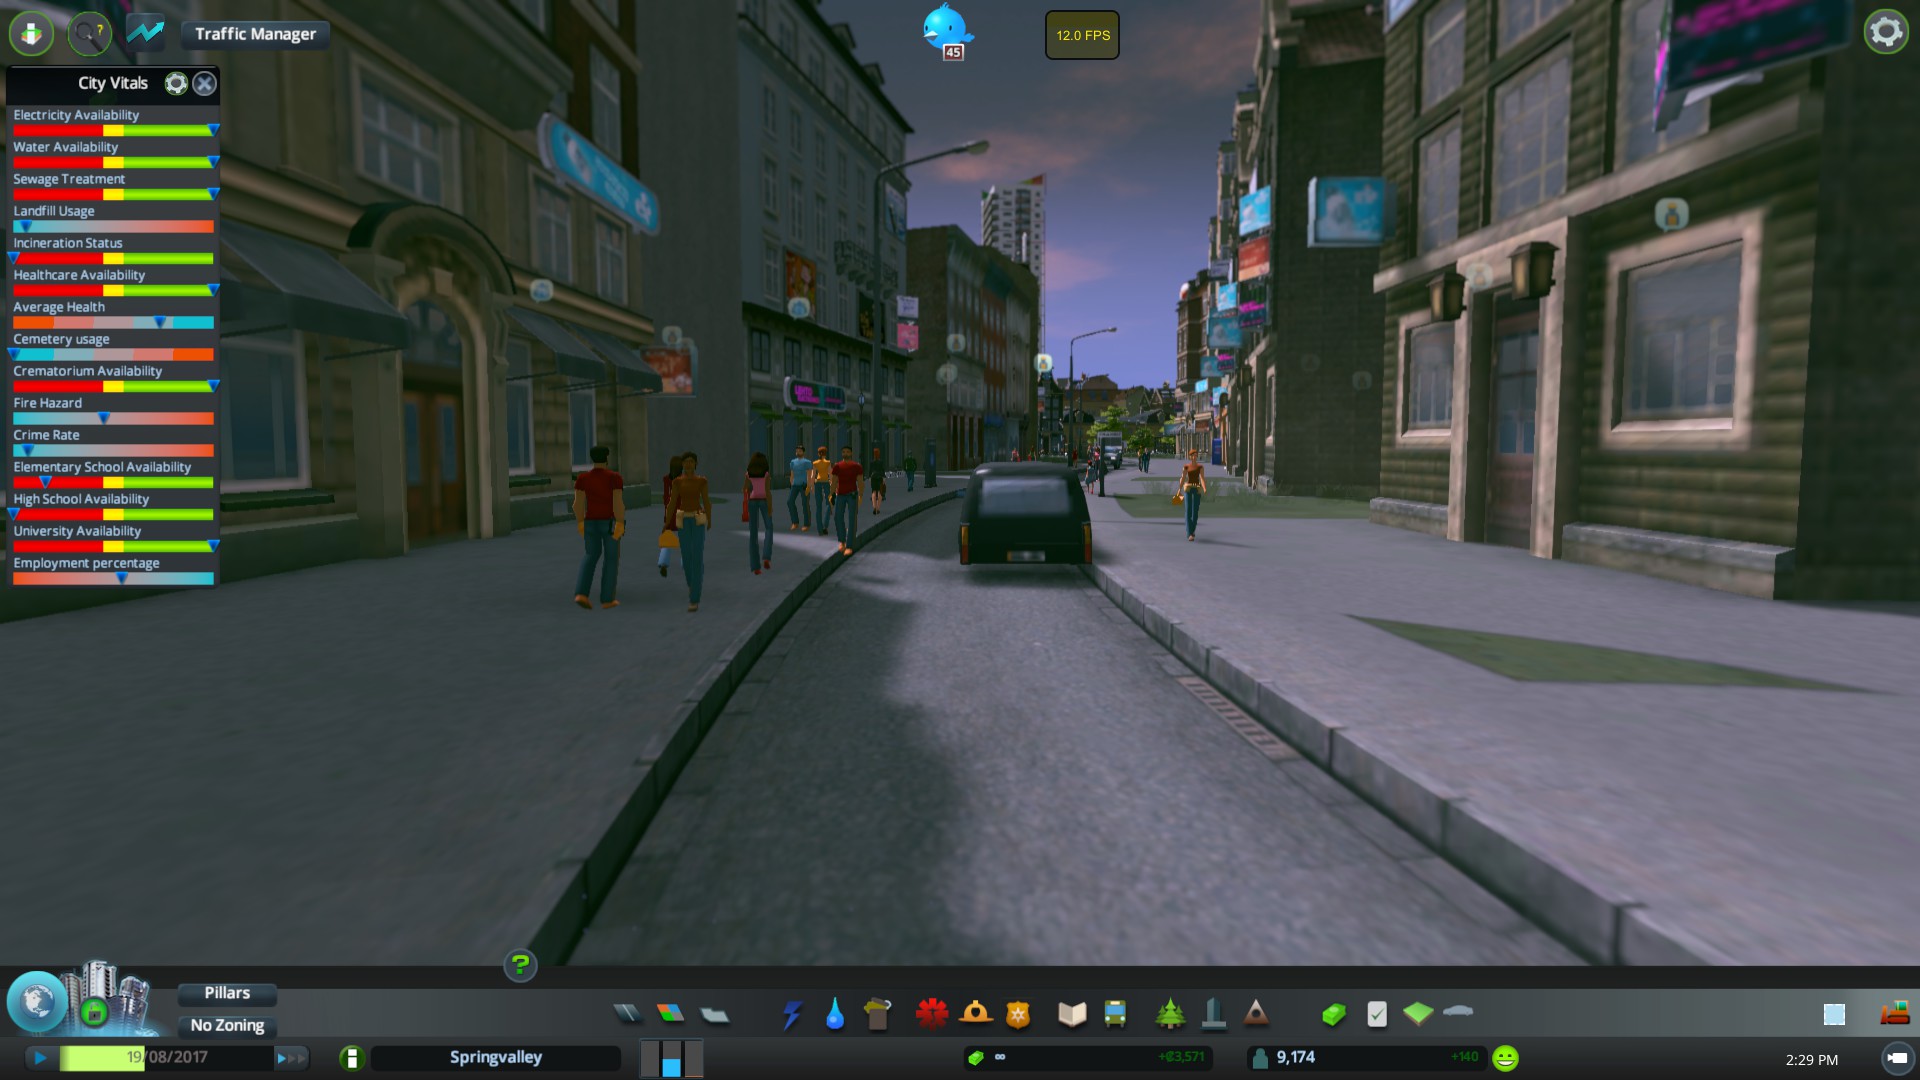 Traffic Manager
45
12.0 FPS
City Vitals
Electricity Availability
Water Availability
Sewage Treatment
Landfill Usage
Incineration Status
Healthcare Availability
Average Health
Cemetery usage
Crematorium Availability
Fire Hazard
Crime Rate
Elementary School Availability
High School Availability
University Availability
Employment percentage
?
Pillars
No Zoning
19/08/2017
Springvalley
∞
+₡3,571
9,174
+140
2:29 PM